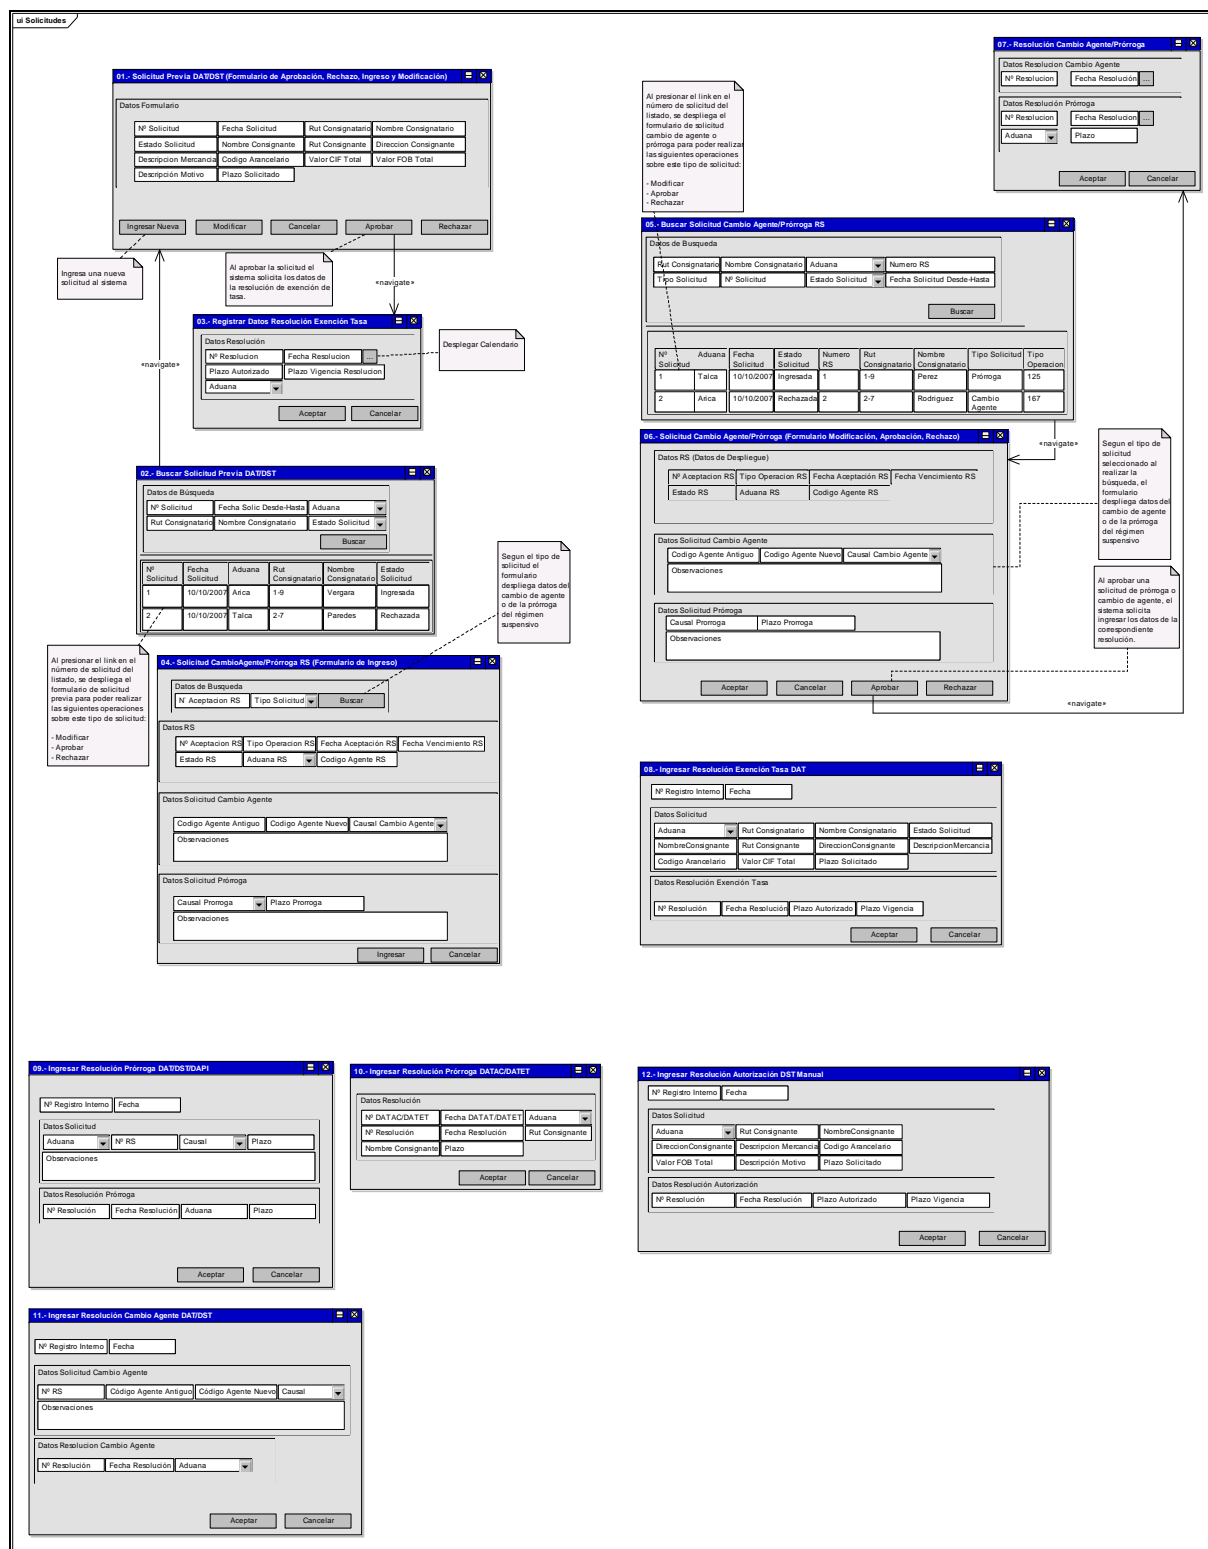 ui Solicitudes
01.- Solicitud Previa DAT/DST (Formulario de Aprobación, Rechazo, Ingreso y Modificación)
Datos Formulario
Nº Solicitud Fecha Solicitud Rut Consignatario Nombre Consignatario
Estado Solicitud Nombre Consignante Rut Consignante Direccion Consignante
Descripcion Mercancia Codigo Arancelario Valor CIF Total Valor FOB Total
Descripción Motivo Plazo Solicitado
Ingresar Nueva Modificar Cancelar Aprobar Rechazar
Ingresa una nueva
solicitud al sistema
Al aprobar la solicitud el
sistema solicita los datos de
la resolución de exención de
tasa.
«navigate»
03.- Registrar Datos Resolución Exención Tasa
Datos Resolución
Nº Resolucion Fecha Resolucion ...
Plazo Autorizado Plazo Vigencia Resolucion
Aduana
Aceptar Cancelar
Desplegar Calendario
«navigate»
02.- Buscar Solicitud Previa DAT/DST
Datos de Búsqueda
Nº Solicitud Fecha Solic Desde-Hasta Aduana
Rut Consignatario Nombre Consignatario Estado Solicitud
Buscar
Nº Fecha Aduana Rut Nombre Estado
Solicitud Solicitud Consignatario Consignatario Solicitud
1 10/10/2007 Arica 1-9 Vergara Ingresada
2 10/10/2007 Talca 2-7 Paredes Rechazada
Al presionar el link en el
número de solicitud del
listado, se despliega el
formulario de solicitud
previa para poder realizar
las siguientes operaciones
sobre este tipo de solicitud:
- Modificar
- Aprobar
- Rechazar
Segun el tipo de
solicitud el
formulario
despliega datos del
cambio de agente
o de la prórroga
del régimen
suspensivo
04.- Solicitud CambioAgente/Prórroga RS (Formulario de Ingreso)
Datos de Busqueda
N' Aceptacion RS Tipo Solicitud Buscar
Datos RS
Nº Aceptacion RS Tipo Operacion RS Fecha Aceptación RS Fecha Vencimiento RS
Estado RS Aduana RS Codigo Agente RS
Datos Solicitud Cambio Agente
Codigo Agente Antiguo Codigo Agente Nuevo Causal Cambio Agente
Observaciones
Datos Solicitud Prórroga
Causal Prorroga Plazo Prorroga
Observaciones
Ingresar Cancelar
07.- Resolución Cambio Agente/Prórroga
Datos Resolucion Cambio Agente
Nº Resolucion Fecha Resolución ...
Datos Resolución Prórroga
Nº Resolucion Fecha Resolucion ...
Aduana Plazo
Aceptar Cancelar
Al presionar el link en el
número de solicitud del
listado, se despliega el
formulario de solicitud
cambio de agente o
prórroga para poder realizar
las siguientes operaciones
sobre este tipo de solicitud:
- Modificar
- Aprobar
- Rechazar
05.- Buscar Solicitud Cambio Agente/Prórroga RS
Datos de Busqueda
Rut Consignatario Nombre Consignatario Aduana Numero RS
Tipo Solicitud Nº Solicitud Estado Solicitud Fecha Solicitud Desde-Hasta
Buscar
Nº Aduana Fecha Estado Numero Rut Nombre Tipo Solicitud Tipo
Solicitud Solicitud Solicitud RS Consignatario Consignatario Operacion
1 Talca 10/10/2007 Ingresada 1 1-9 Perez Prórroga 125
2 Arica 10/10/2007 Rechazada 2 2-7 Rodriguez Cambio 167
Agente
«navigate»
06.- Solicitud Cambio Agente/Prórroga (Formulario Modificación, Aprobación, Rechazo)
Datos RS (Datos de Despliegue)
Nº Aceptacion RS Tipo Operacion RS Fecha Aceptación RS Fecha Vencimiento RS
Estado RS Aduana RS Codigo Agente RS
Datos Solicitud Cambio Agente
Codigo Agente Antiguo Codigo Agente Nuevo Causal Cambio Agente
Observaciones
Datos Solicitud Prórroga
Causal Prorroga Plazo Prorroga
Observaciones
Aceptar Cancelar Aprobar Rechazar
Segun el tipo de
solicitud
seleccionado al
realizar la
búsqueda, el
formulario
despliega datos del
cambio de agente
o de la prórroga
del régimen
suspensivo
Al aprobar una
solicitud de prórroga o
cambio de agente, el
sistema solicita
ingresar los datos de la
correspondiente
resolución.
«navigate»
08.- Ingresar Resolución Exención Tasa DAT
Nº Registro Interno Fecha
Datos Solicitud
Aduana Rut Consignatario Nombre Consignatario Estado Solicitud
NombreConsignante Rut Consignante DireccionConsignante DescripcionMercancia
Codigo Arancelario Valor CIF Total Plazo Solicitado
Datos Resolución Exención Tasa
Nº Resolución Fecha Resolución Plazo Autorizado Plazo Vigencia
Aceptar Cancelar
09.- Ingresar Resolución Prórroga DAT/DST/DAPI
Nº Registro Interno Fecha
Datos Solicitud
Aduana Nº RS Causal Plazo
Observaciones
Datos Resolución Prórroga
Nº Resolución Fecha Resolución Aduana Plazo
Aceptar Cancelar
10.- Ingresar Resolución Prórroga DATAC/DATET
Datos Resolución
Nº DATAC/DATET Fecha DATAT/DATET Aduana
Nº Resolución Fecha Resolución Rut Consignante
Nombre Consignante Plazo
Aceptar Cancelar
12.- Ingresar Resolución Autorización DST Manual
Nº Registro Interno Fecha
Datos Solicitud
Aduana Rut Consignante NombreConsignante
DireccionConsignante Descripcion Mercancia Codigo Arancelario
Valor FOB Total Descripción Motivo Plazo Solicitado
Datos Resolución Autorización
Nº Resolución Fecha Resolución Plazo Autorizado Plazo Vigencia
Aceptar Cancelar
11.- Ingresar Resolución Cambio Agente DAT/DST
Nº Registro Interno Fecha
Datos Solicitud Cambio Agente
Nº RS Código Agente Antiguo Código Agente Nuevo Causal
Observaciones
Datos Resolucion Cambio Agente
Nº Resolución Fecha Resolución Aduana
Aceptar Cancelar